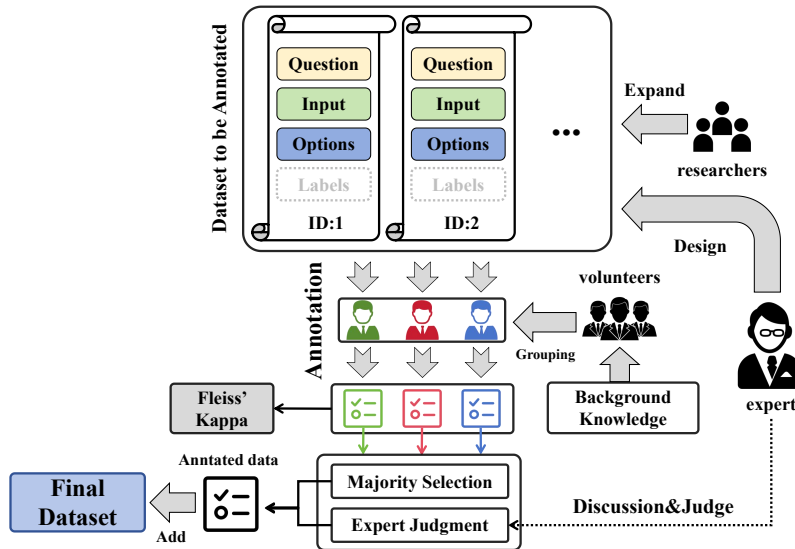 Dataset to be Annotated
Question
Input
Options
Labels
ID:1
Question
Input
Options
Labels
ID:2
...
Expand
researchers
Design
Annotation
volunteers
Grouping
Background
Knowledge
expert
Fleiss'
Kappa
Anntated data
Final
Dataset
Add
Majority Selection
Expert Judgment
Discussion&Judge